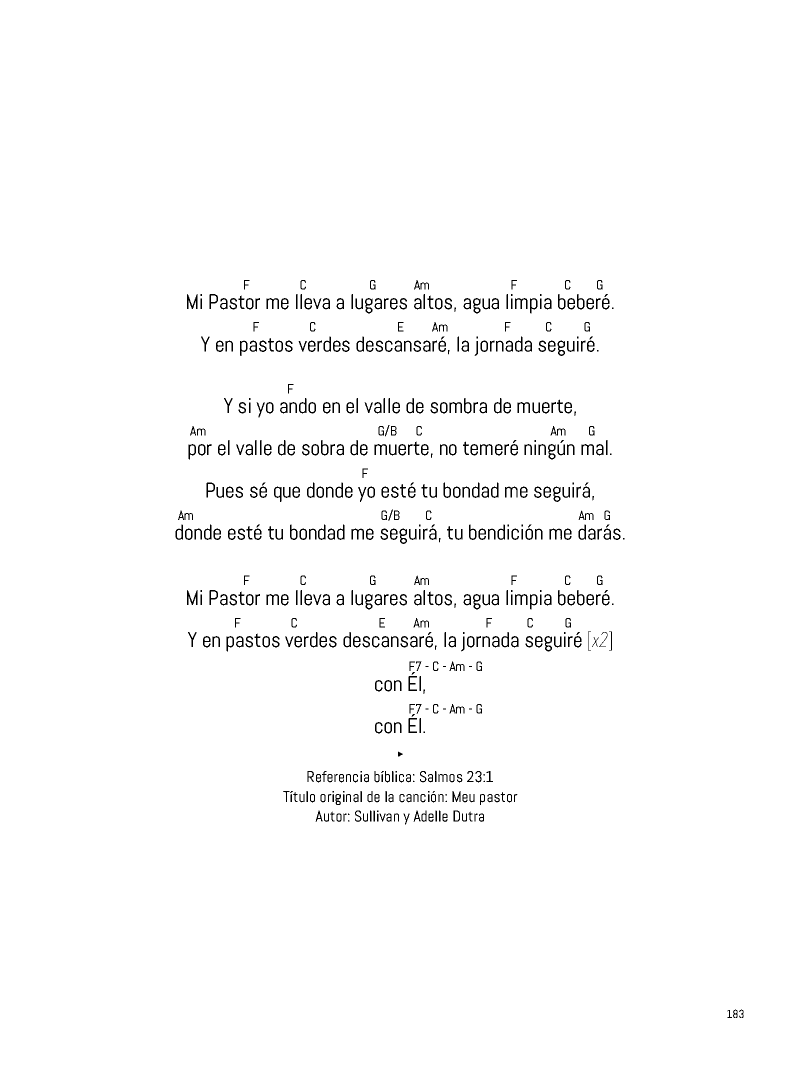 F C G Am F C G
Mi Pastor me lleva a lugares altos, agua limpia beberé.
F C E Am F C G
Y en pastos verdes descansaré, la jornada seguiré.
F
Y si yo ando en el valle de sombra de muerte,
Am G/B C Am G
por el valle de sobra de muerte, no temeré ningún mal.
F
Pues sé que donde yo esté tu bondad me seguirá,
Am G/B C Am G
donde esté tu bondad me seguirá, tu bendición me darás.
F C G Am F C G
Mi Pastor me lleva a lugares altos, agua limpia beberé.
F C E Am F C G
Y en pastos verdes descansaré, la jornada seguiré [x2]
F7 - C - Am - G
con Él,
F7 - C - Am - G
con Él.
Referencia bíblica: Salmos 23:1
Título original de la canción: Meu pastor
Autor: Sullivan y Adelle Dutra
183